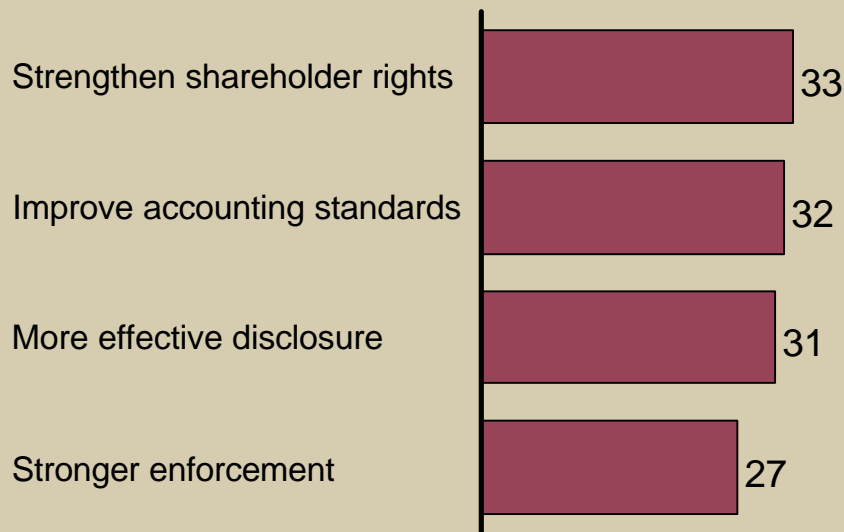 Strengthen shareholder rights 33
Improve accounting standards 32
More effective disclosure 31
Stronger enforcement 27